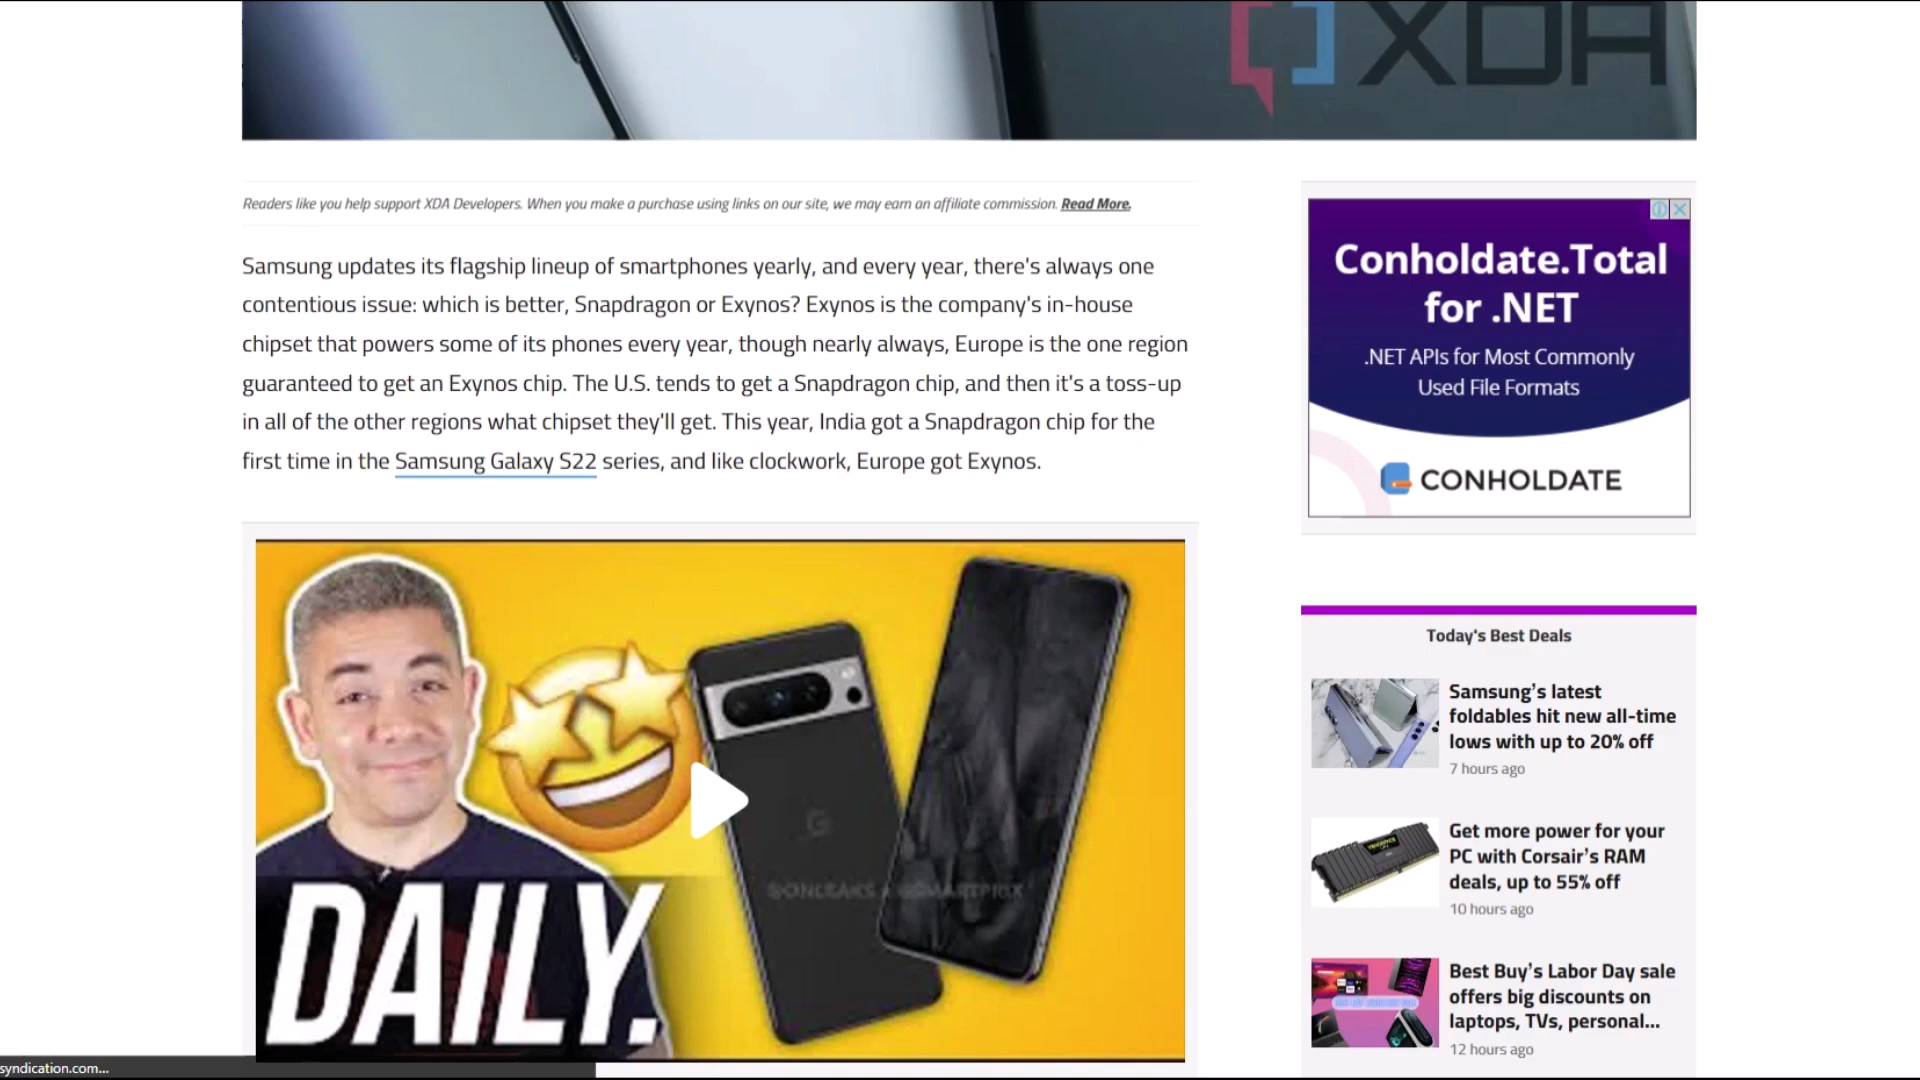 XDA
Readers like you help support XDA Developers. When you make a purchase using links on our site, we may earn an affiliate commission. Read More.
Samsung updates its flagship lineup of smartphones yearly, and every year, there's always one
contentious issue: which is better, Snapdragon or Exynos? Exynos is the company's in-house
chipset that powers some of its phones every year, though nearly always, Europe is the one region
guaranteed to get an Exynos chip. The U.S. tends to get a Snapdragon chip, and then it's a toss-up
in all of the other regions what chipset they'll get. This year, India got a Snapdragon chip for the
first time in the Samsung Galaxy S22 series, and like clockwork, Europe got Exynos.
DAILY.
G
@ONLEAKS x @SMARTPRIX
syndication.com...
Conholdate.Total
for .NET
.NET APIs for Most Commonly
Used File Formats
CONHOLDATE
Today's Best Deals
Samsung’s latest
foldables hit new all-time
lows with up to 20% off
7 hours ago
Get more power for your
PC with Corsair’s RAM
deals, up to 55% off
10 hours ago
Best Buy’s Labor Day sale
offers big discounts on
laptops, TVs, personal...
12 hours ago